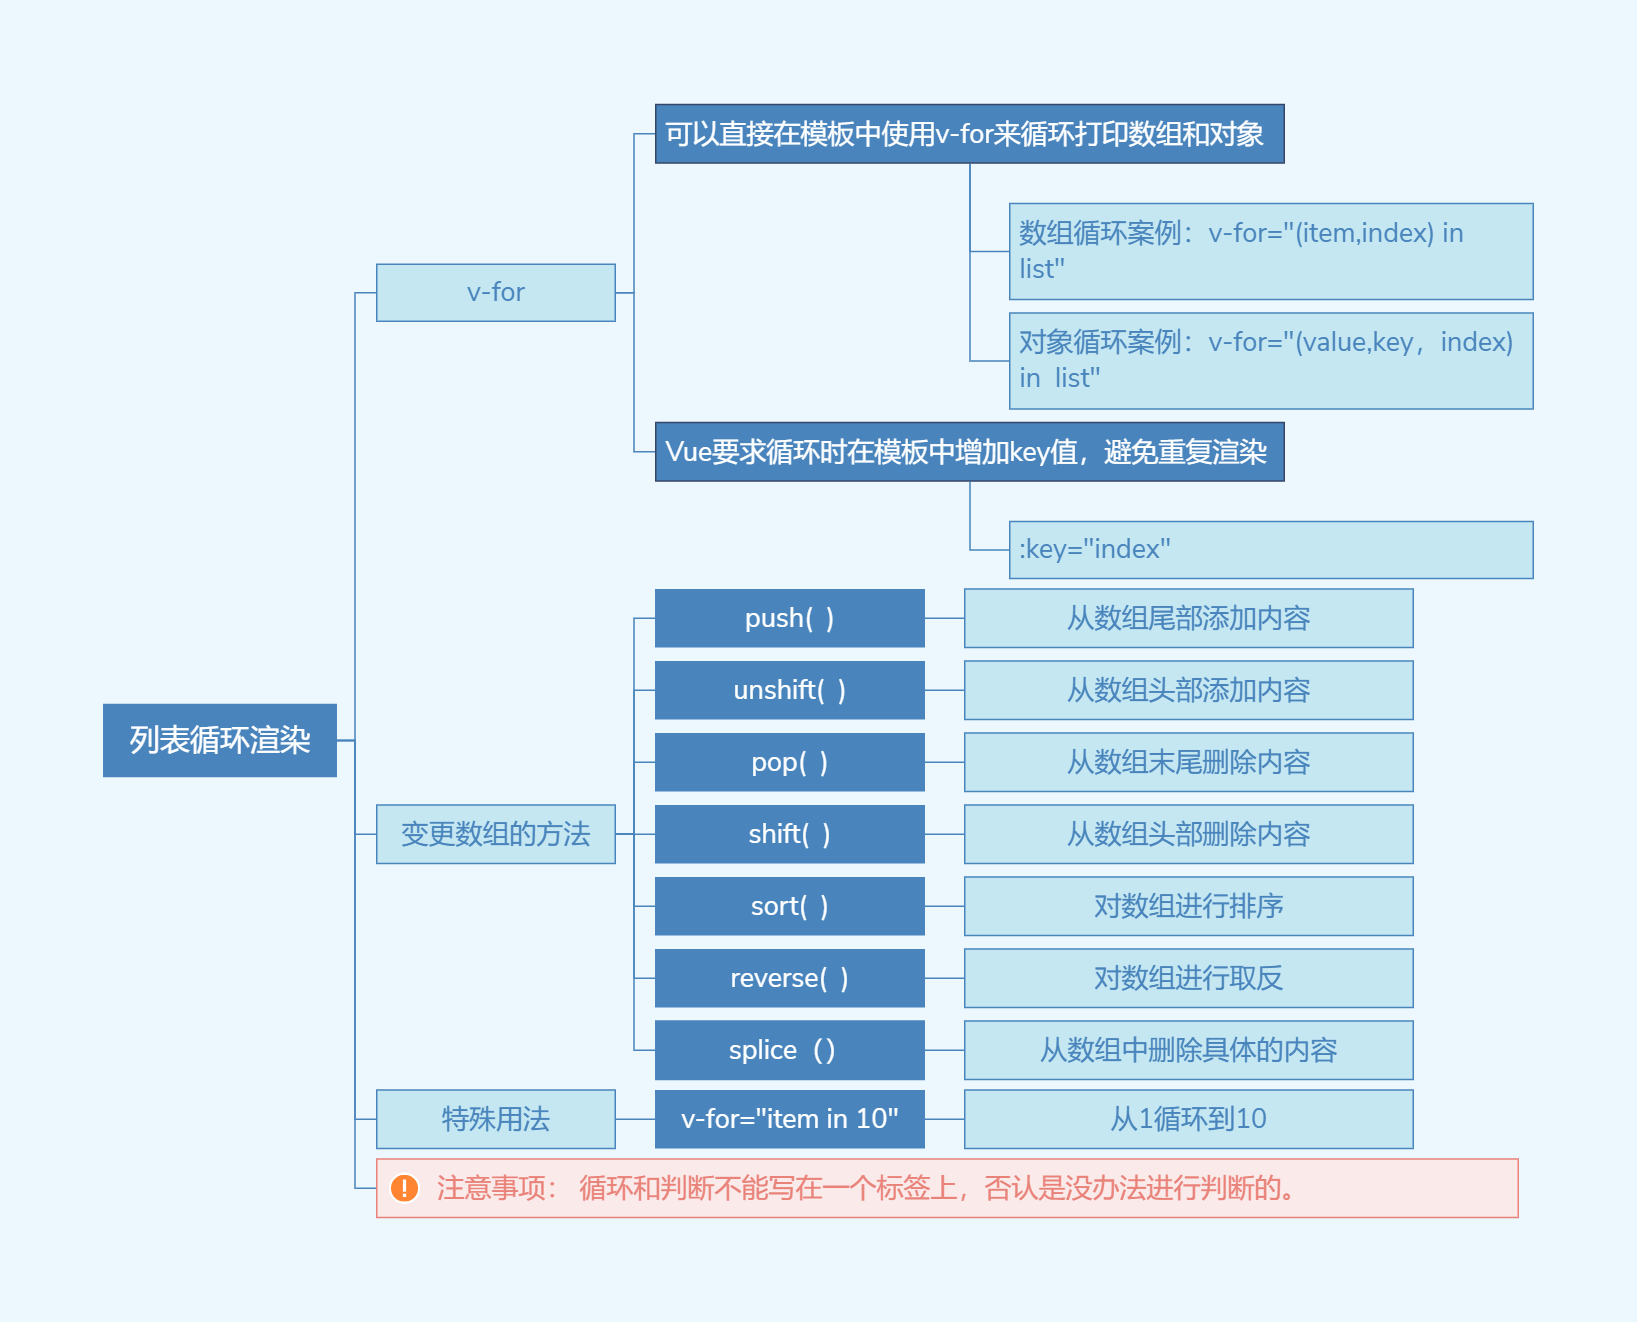 可以直接在模板中使用v-for来循环打印数组和对象
数组循环案例：v-for="(item,index) in
list"
v-for
对象循环案例：v-for="(value,key，index)
in  list"
Vue要求循环时在模板中增加key值，避免重复渲染
:key="index"
push(  )
从数组尾部添加内容
unshift(  )
从数组头部添加内容
列表循环渲染
pop(  )
从数组末尾删除内容
变更数组的方法
shift(  )
从数组头部删除内容
sort(  )
对数组进行排序
reverse(  )
对数组进行取反
splice（）
从数组中删除具体的内容
特殊用法
v-for="item in 10"
从1循环到10
注意事项： 循环和判断不能写在一个标签上，否认是没办法进行判断的。